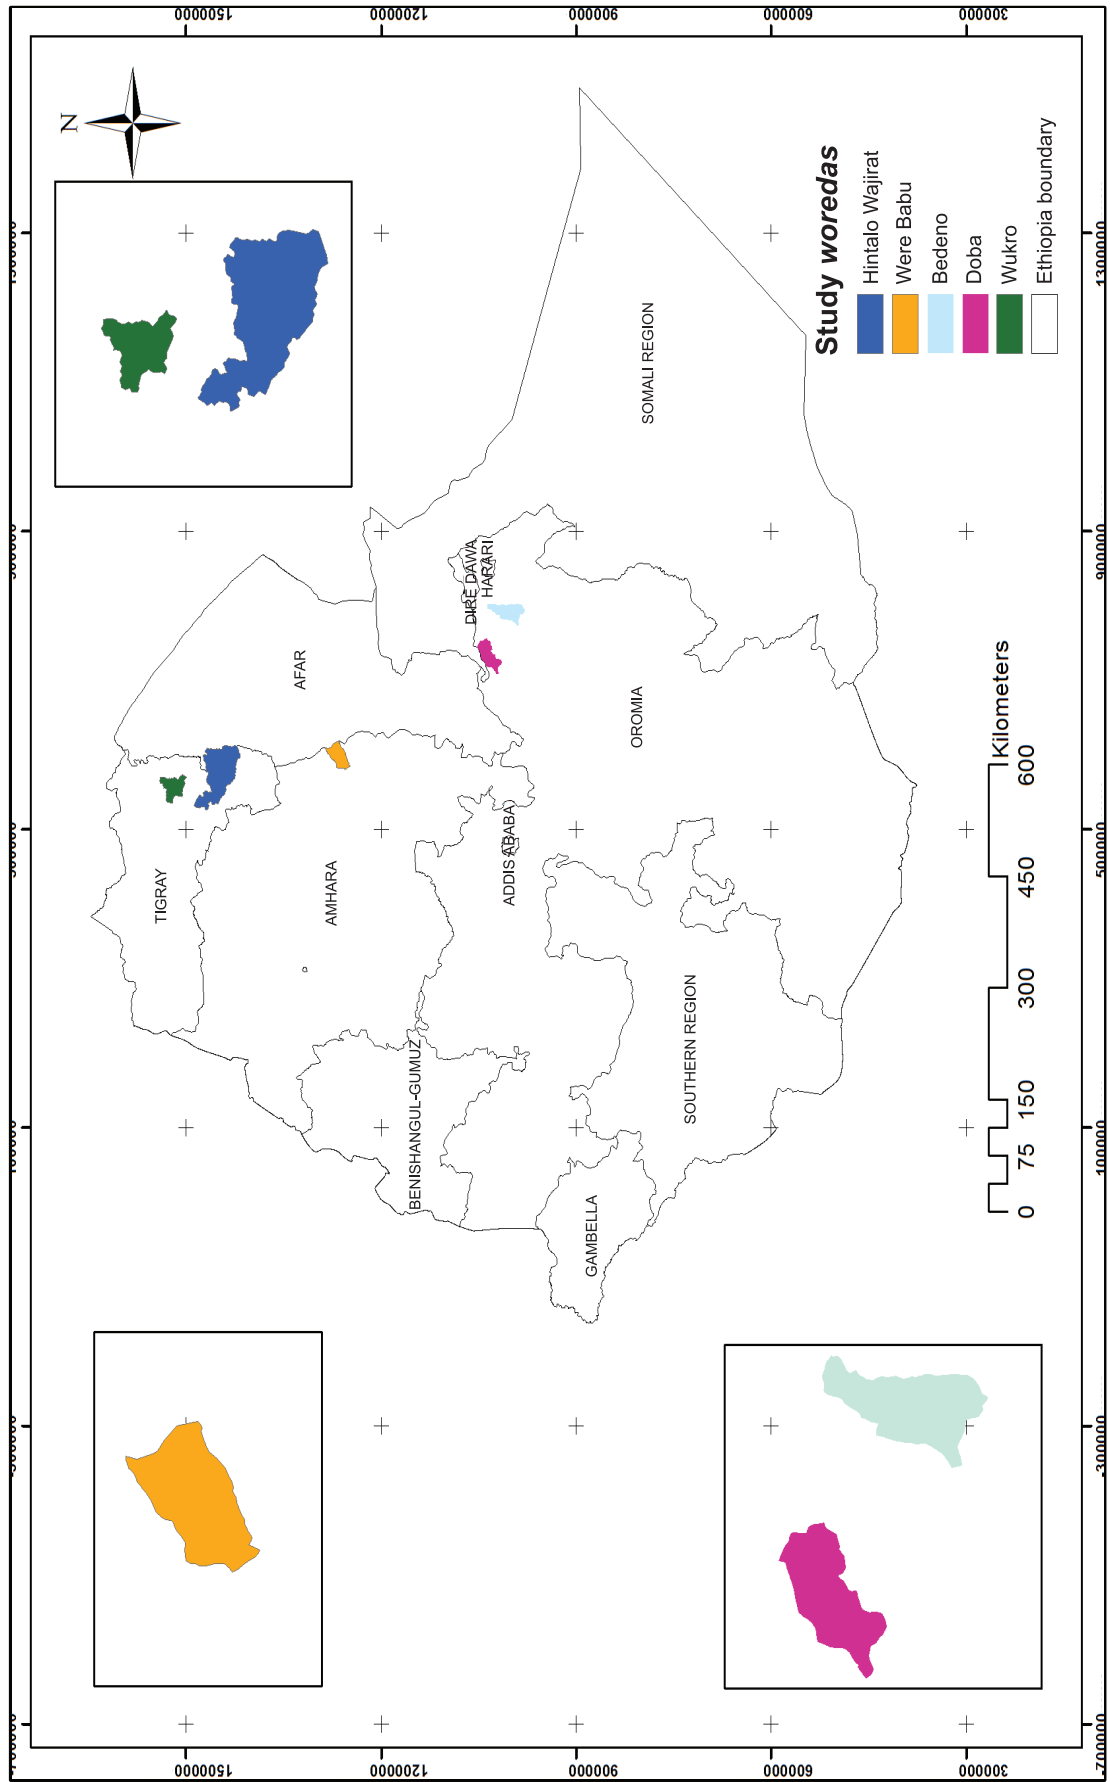 1500000
1200000
900000
600000
300000
N
TIGRAY
AFAR
AMHARA
BENISHANGUL-GUMUZ
DIRE DAWA
HARARI
ADDIS ABABA
OROMIA
SOMALI REGION
GAMBELLA
SOUTHERN REGION
Study woredas
Hintalo Wajirat
Were Babu
Bedeno
Doba
Wukro
Ethiopia boundary
0 75 150 300 450 600
Kilometers
-700000
-300000
100000
500000
900000
1300000
1500000
1200000
900000
600000
300000